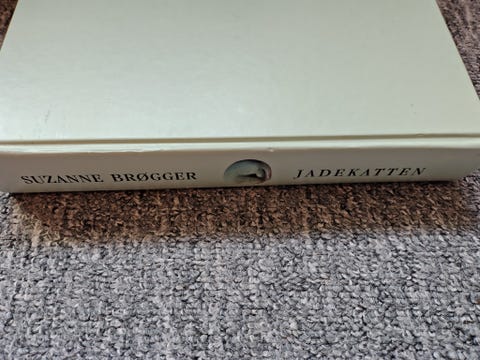 SUZANNE BRØGGER JADEKATTEN